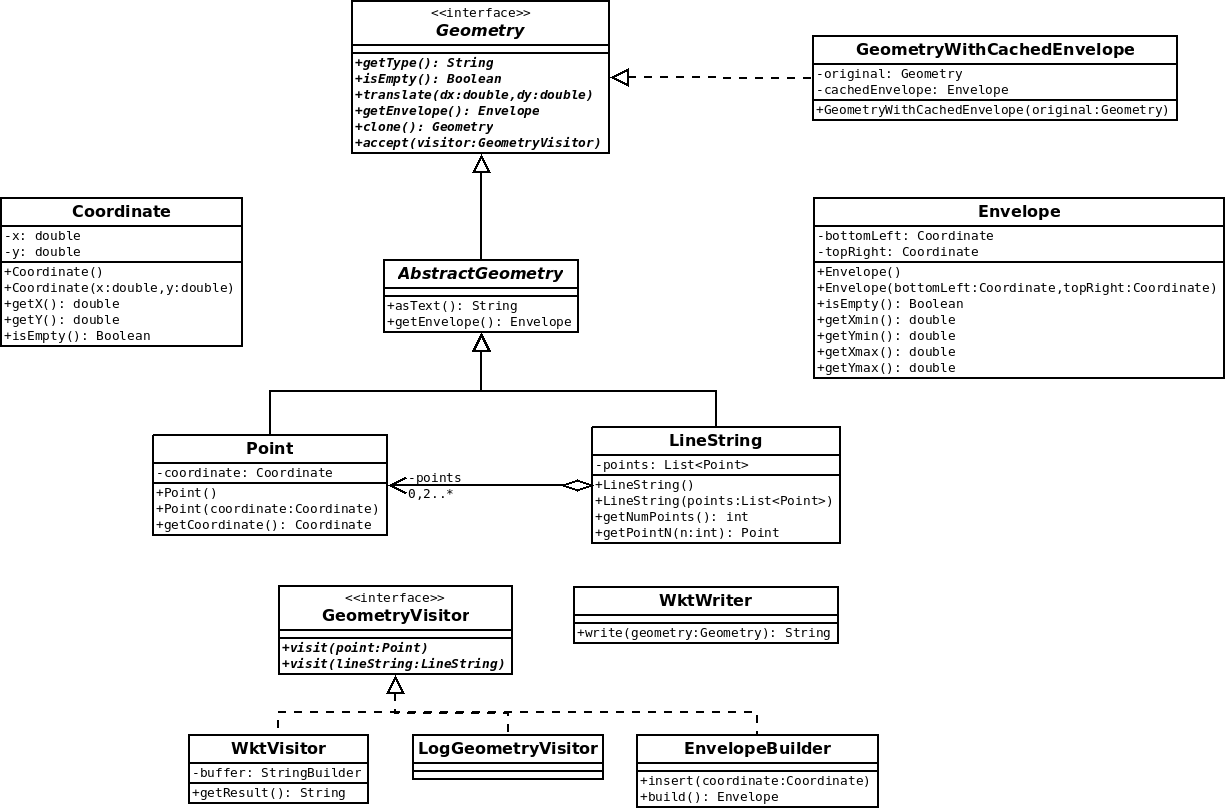 <<interface>>
Geometry
+getType(): String
+isEmpty(): Boolean
+translate(dx:double,dy:double)
+getEnvelope(): Envelope
+clone(): Geometry
+accept(visitor:GeometryVisitor)
GeometryWithCachedEnvelope
-original: Geometry
-cachedEnvelope: Envelope
+GeometryWithCachedEnvelope(original:Geometry)
Coordinate
-x: double
-y: double
+Coordinate()
+Coordinate(x:double,y:double)
+getX(): double
+getY(): double
+isEmpty(): Boolean
AbstractGeometry
+asText(): String
+getEnvelope(): Envelope
Envelope
-bottomLeft: Coordinate
-topRight: Coordinate
+Envelope()
+Envelope(bottomLeft:Coordinate,topRight:Coordinate)
+isEmpty(): Boolean
+getXmin(): double
+getYmin(): double
+getXmax(): double
+getYmax(): double
Point
-coordinate: Coordinate
+Point()
+Point(coordinate:Coordinate)
+getCoordinate(): Coordinate
-points
0,2..*
LineString
-points: List<Point>
+LineString()
+LineString(points:List<Point>)
+getNumPoints(): int
+getPointN(n:int): Point
<<interface>>
GeometryVisitor
+visit(point:Point)
+visit(lineString:LineString)
WktWriter
+write(geometry:Geometry): String
WktVisitor
-buffer: StringBuilder
+getResult(): String
LogGeometryVisitor
EnvelopeBuilder
+insert(coordinate:Coordinate)
+build(): Envelope